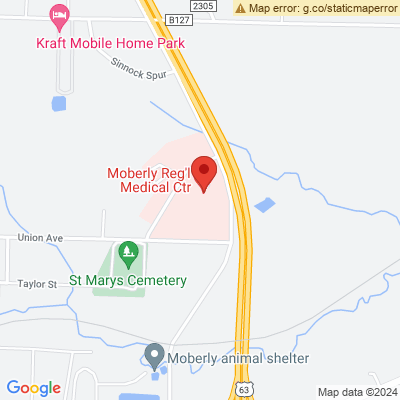 2305
Map error: g.co/staticmaperror
B127
Kraft Mobile Home Park
Sinnock Spur
Moberly Reg'l
Medical Ctr
Union Ave
St Marys Cemetery
Taylor St
Moberly animal shelter
63
Google
Map data ©2024